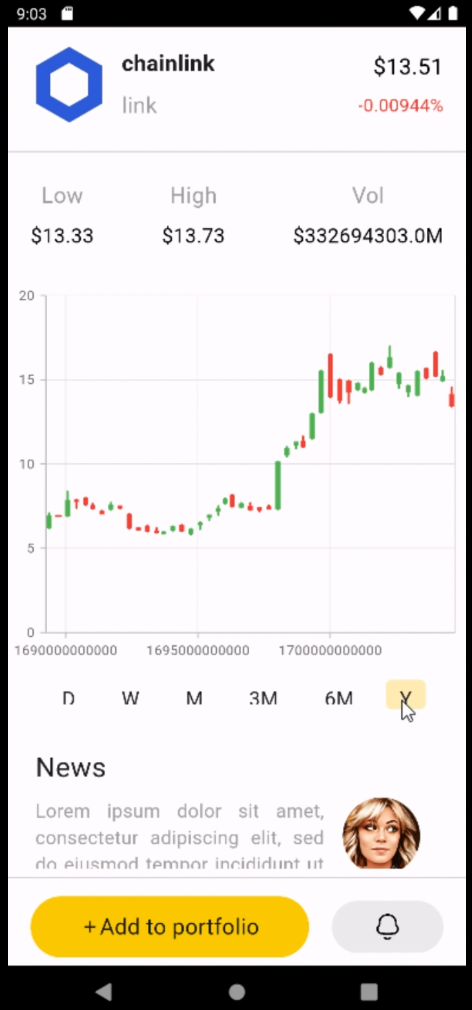 9:03
chainlink
$13.51
link
-0.00944%
Low High Vol
$13.33 $13.73 $332694303.0M
20
15
10
5
0
1690000000000 1695000000000 1700000000000
D W M 3M 6M Y
News
Lorem ipsum dolor sit amet,
consectetur adipiscing elit, sed
do eiusmod tempor incididunt ut
+ Add to portfolio